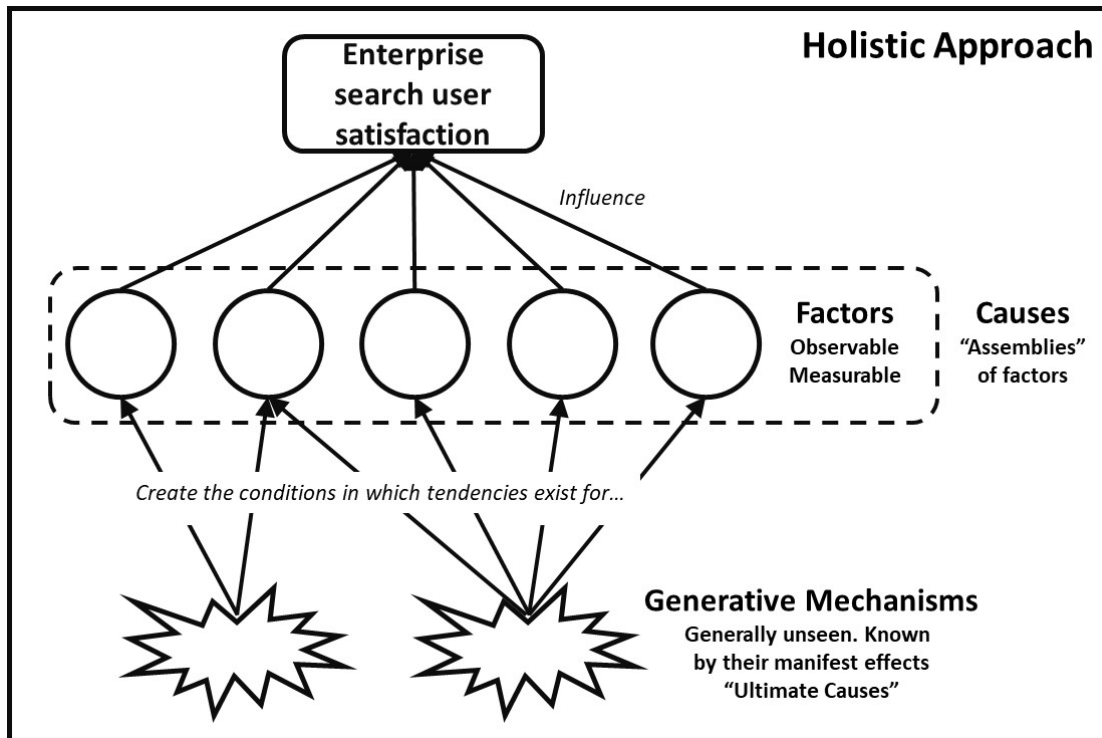 Holistic Approach
Enterprise
search user
satisfaction
Influence
Factors
Observable
Measurable
Causes
“Assemblies”
of factors
Create the conditions in which tendencies exist for…
Generative Mechanisms
Generally unseen. Known
by their manifest effects
“Ultimate Causes”